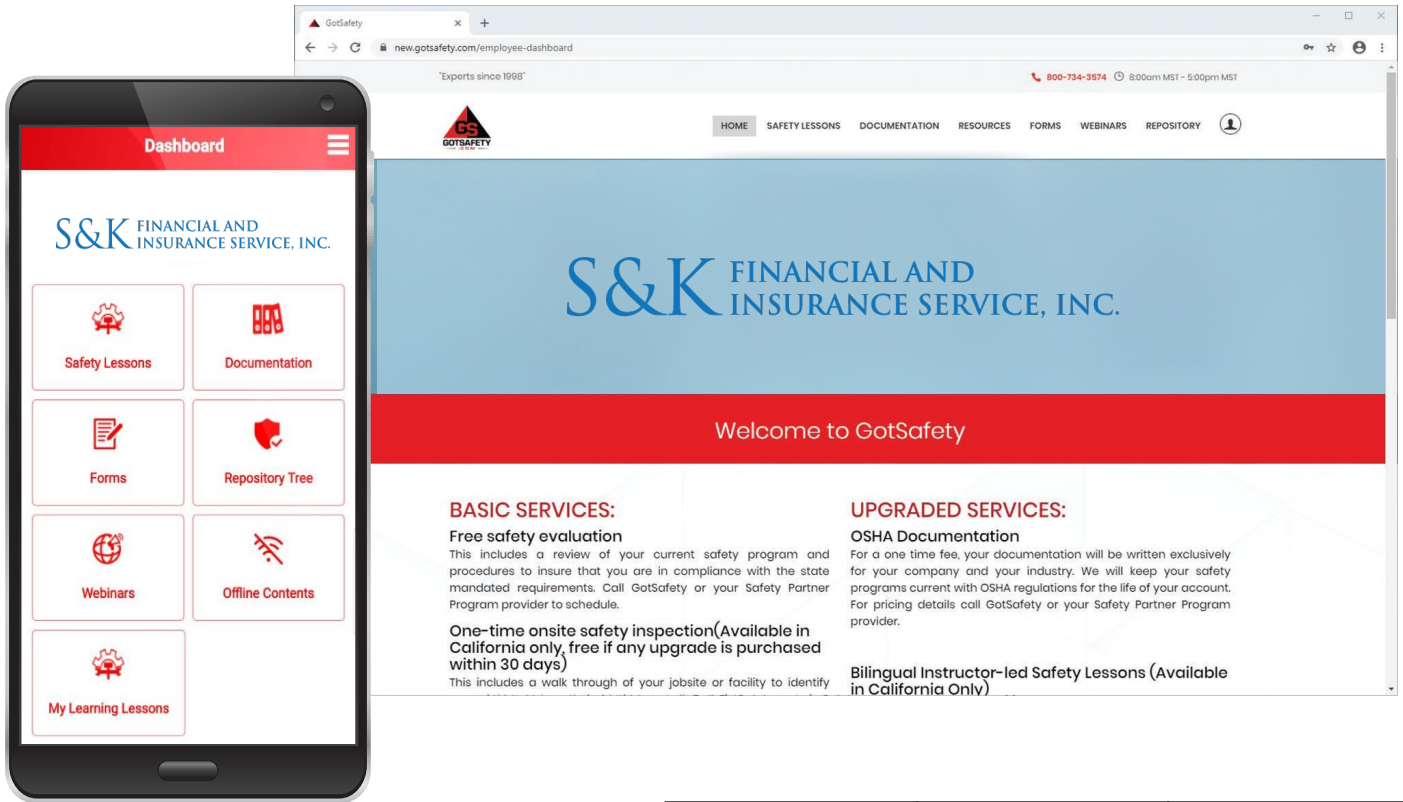 GotSafety
new.gotsafety.com/employee-dashboard
"Experts since 1998"
800-734-3574 8:00am MST - 5:00pm MST
GS
GOTSAFETY
.COM
HOME SAFETY LESSONS DOCUMENTATION RESOURCES FORMS WEBINARS REPOSITORY
S&K FINANCIAL AND
INSURANCE SERVICE, INC.
Welcome to GotSafety
BASIC SERVICES:
Free safety evaluation
This includes a review of your current safety program and
procedures to insure that you are in compliance with the state
mandated requirements. Call GotSafety or your Safety Partner
Program provider to schedule.
One-time onsite safety inspection(Available in
California only, free if any upgrade is purchased
within 30 days)
This includes a walk through of your jobsite or facility to identify
UPGRADED SERVICES:
OSHA Documentation
For a one time fee, your documentation will be written exclusively
for your company and your industry. We will keep your safety
programs current with OSHA regulations for the life of your account.
For pricing details call GotSafety or your Safety Partner Program
provider.
Bilingual Instructor-led Safety Lessons (Available
in California Only)
Dashboard
S&K FINANCIAL AND
INSURANCE SERVICE, INC.
Safety Lessons
Documentation
Forms
Repository Tree
Webinars
Offline Contents
My Learning Lessons